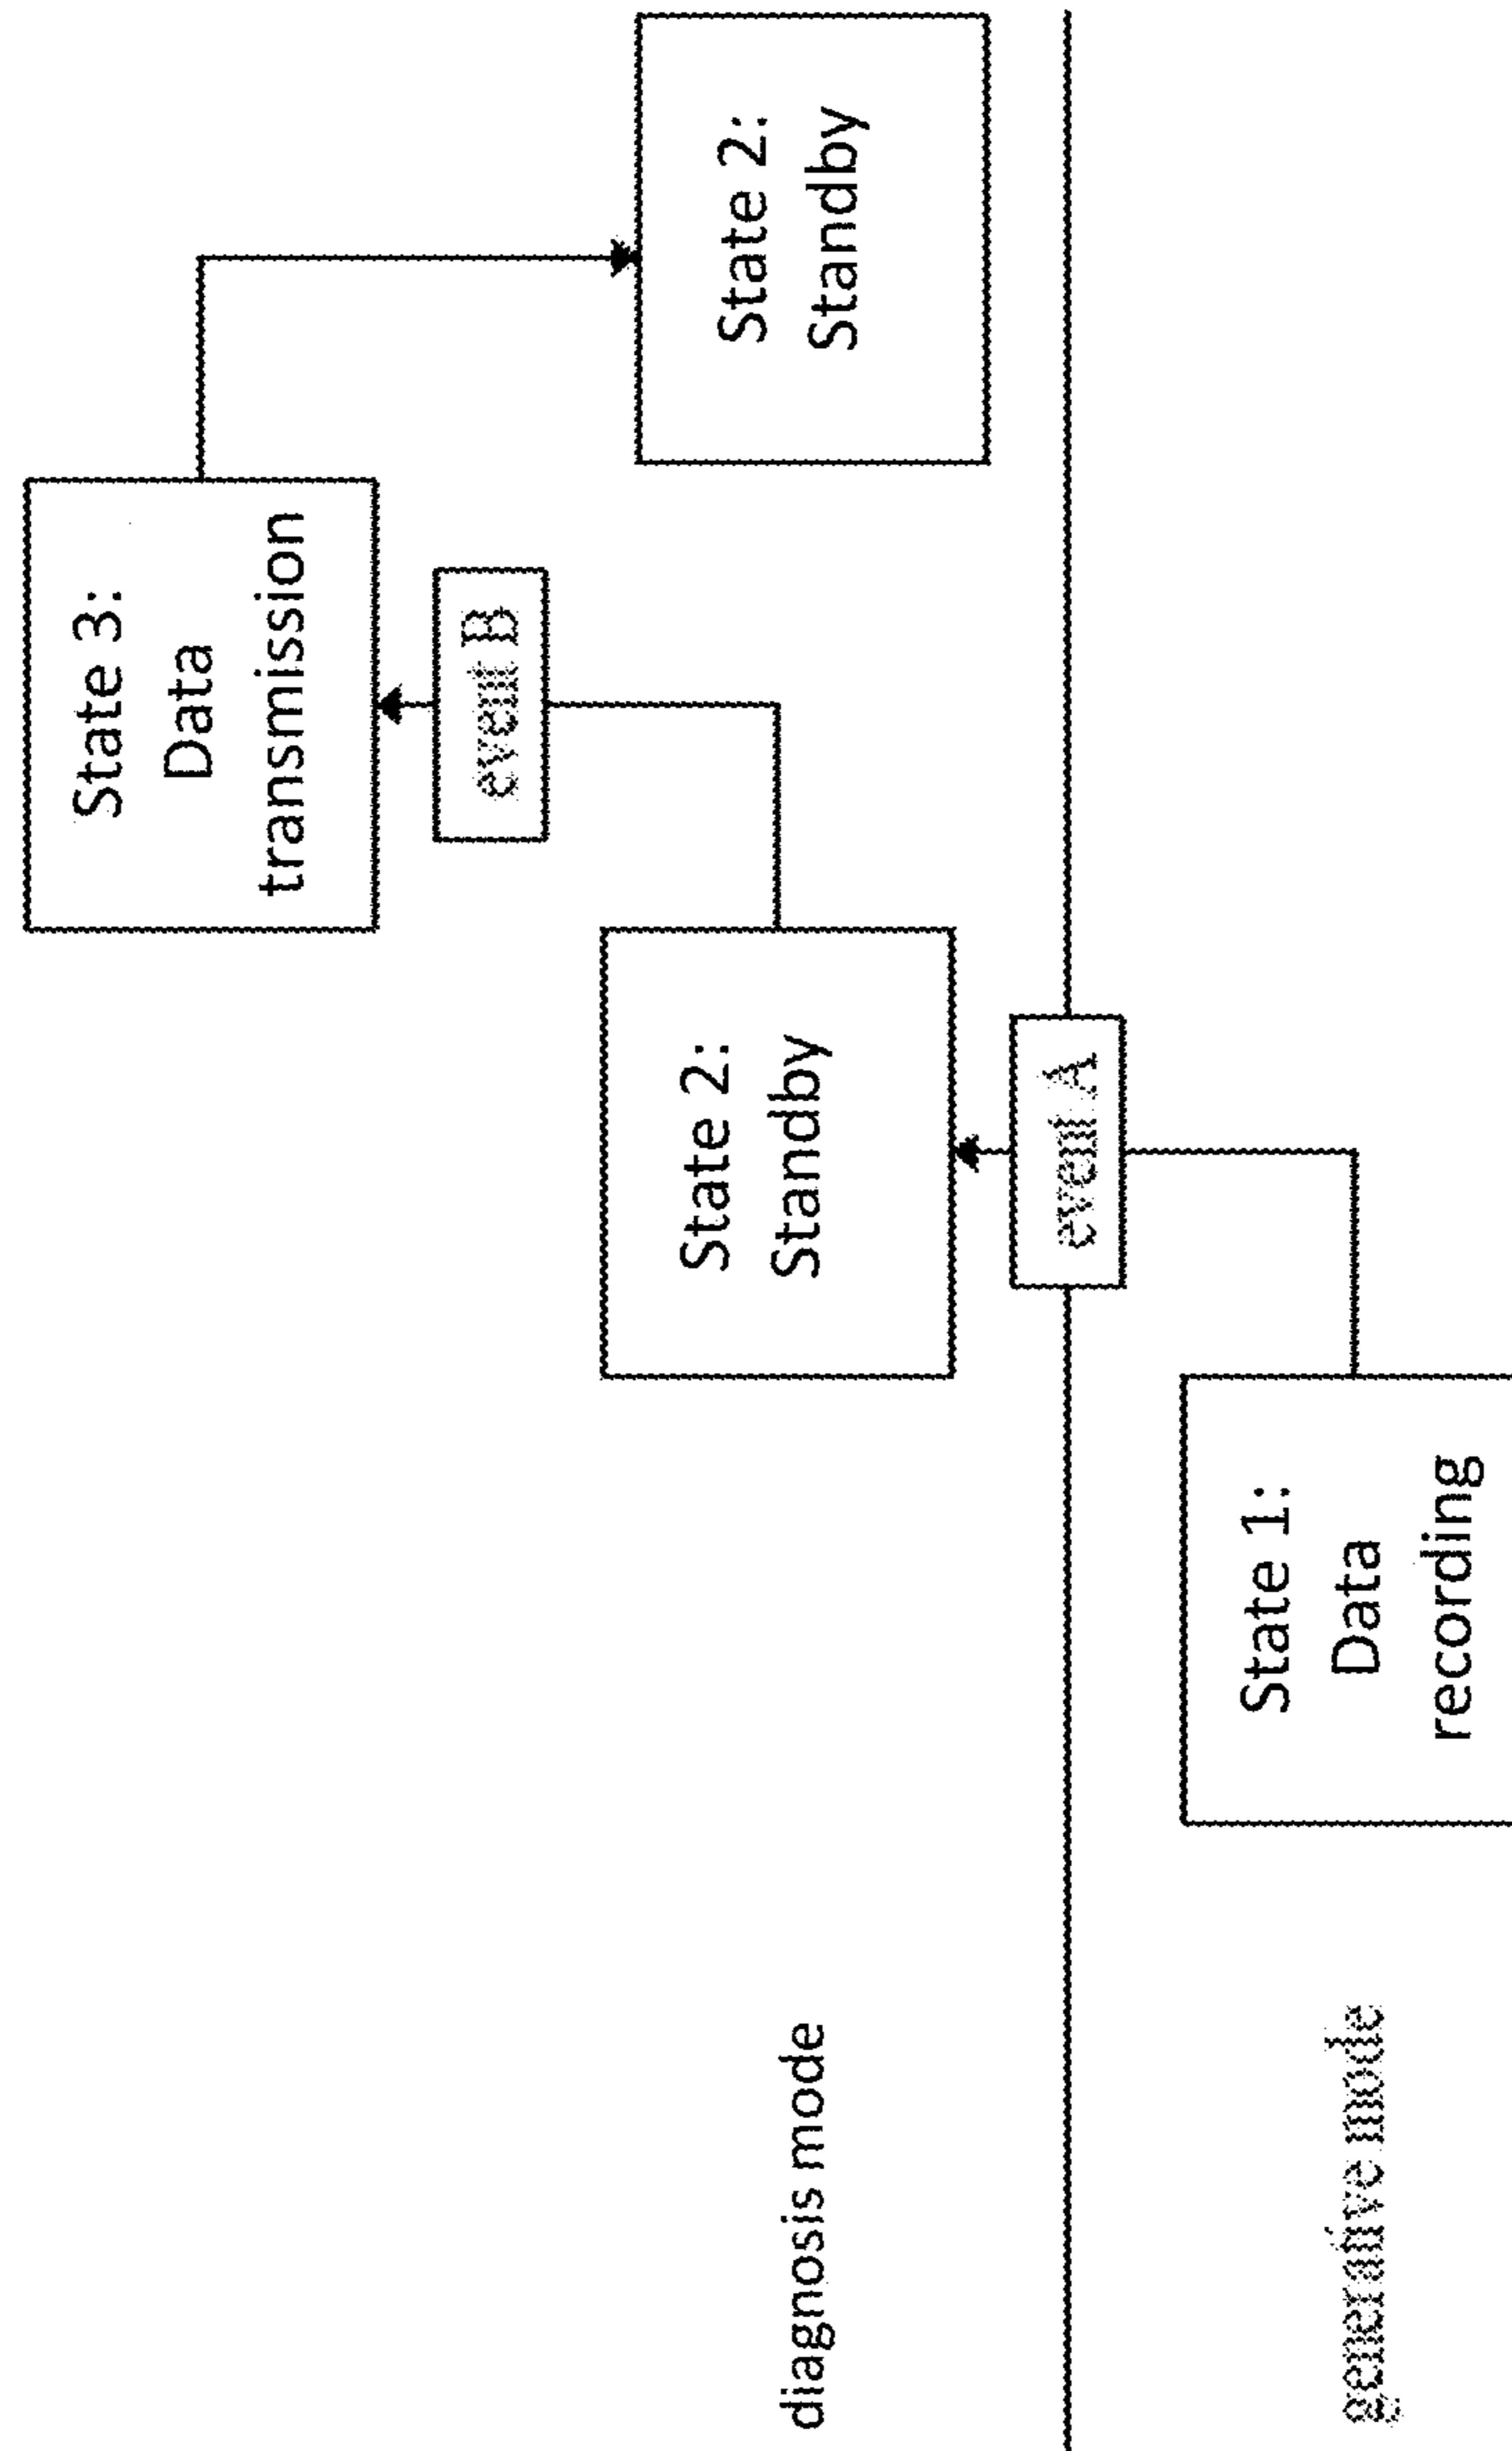 State 3:
Data
transmission
event B
State 2:
Standby
State 2:
Standby
diagnosis mode
event A
State 1:
Data
recording
generative mode